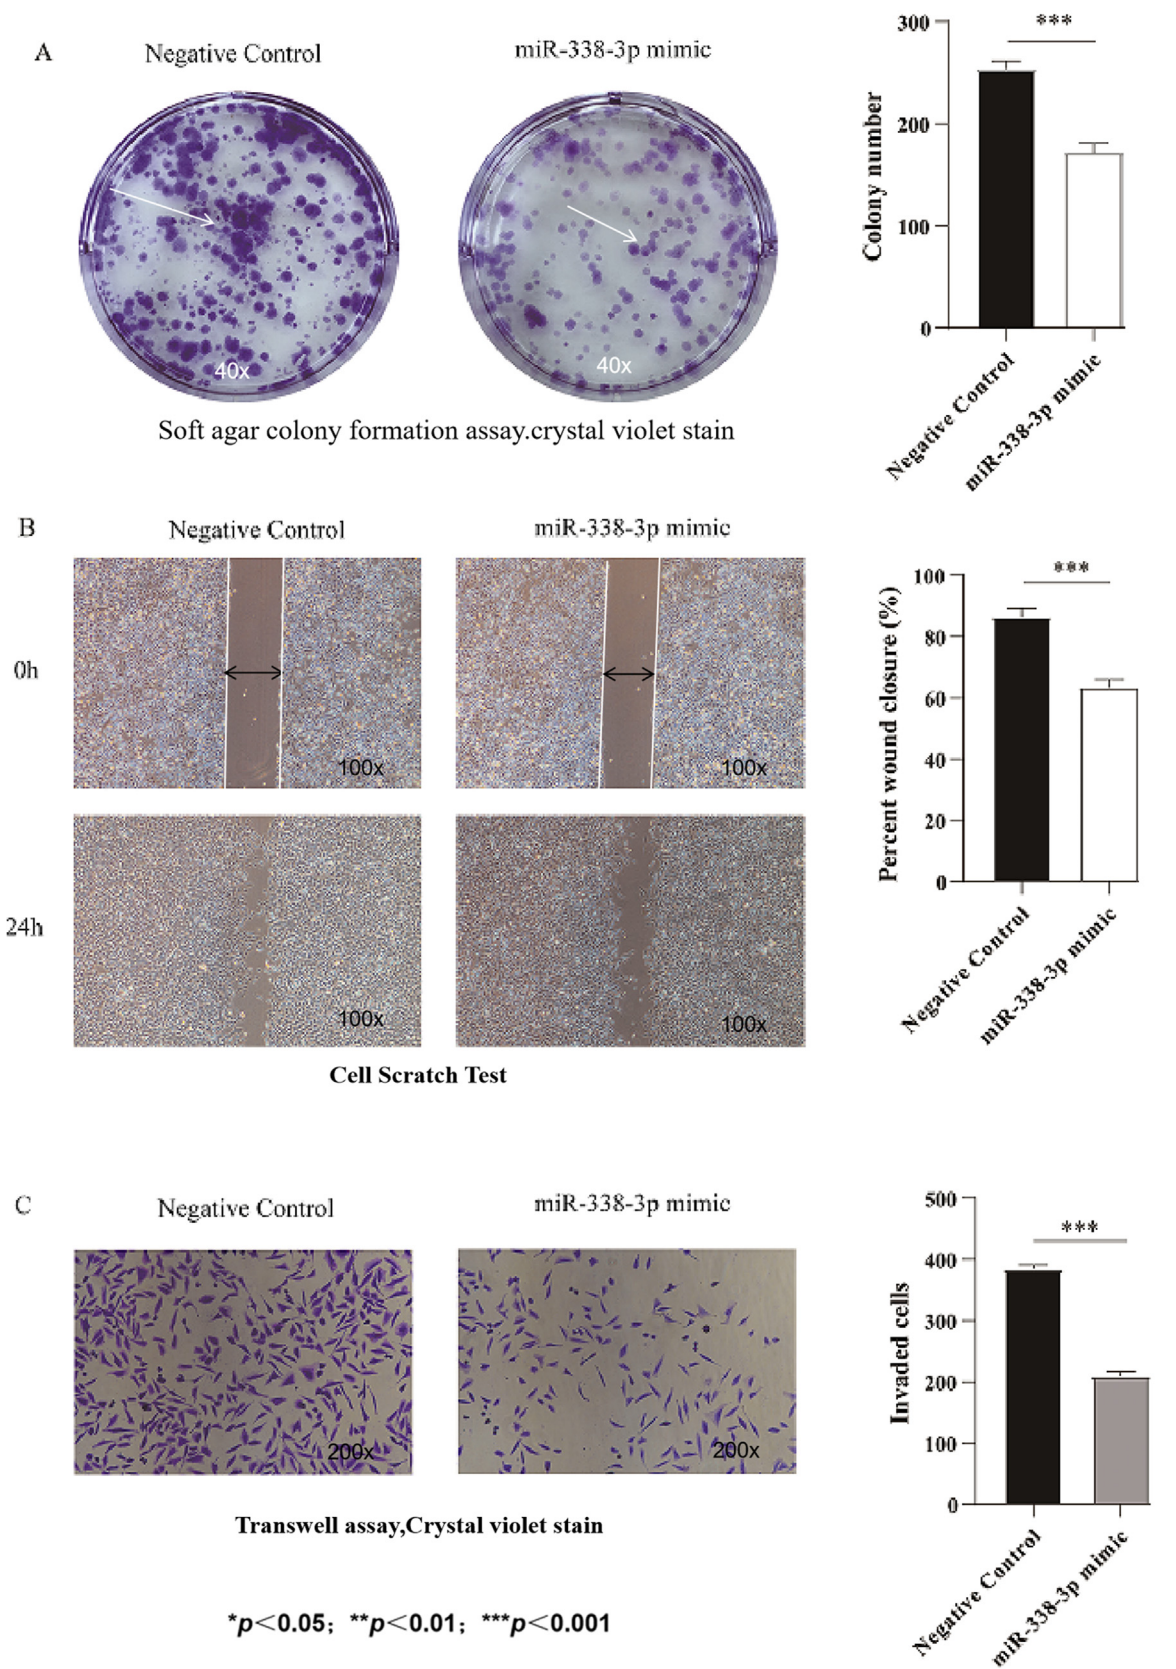 A
Negative Control
miR-338-3p mimic
40x
40x
Soft agar colony formation assay.crystal violet stain
300
200
100
0
Colony number
***
Negative Control
miR-338-3p mimic
B
Negative Control
miR-338-3p mimic
0h
100x
100x
24h
100x
100x
Cell Scratch Test
100
80
60
40
20
0
Percent wound closure (%)
***
Negative Control
miR-338-3p mimic
C
Negative Control
miR-338-3p mimic
200x
200x
Transwell assay,Crystal violet stain
500
400
300
200
100
0
Invaded cells
***
Negative Control
miR-338-3p mimic
*p<0.05; **p<0.01; ***p<0.001